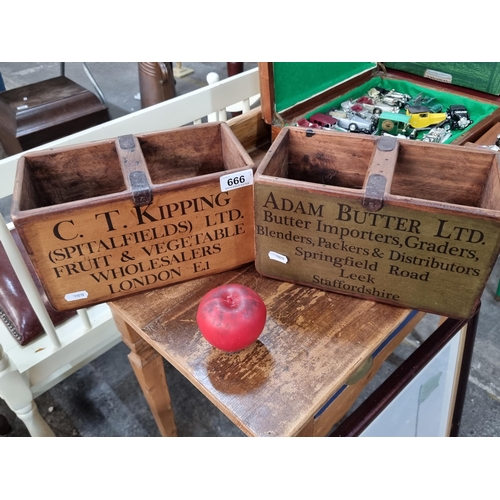 C. T. KIPPING
(SPITALFIELDS) LTD.
FRUIT & VEGETABLE
WHOLESALERS
LONDON E.I
666
ADAM BUTTER LTD.
Butter Importers, Graders,
Blenders, Packers & Distributors
Springfield Road
Leek
Staffordshire